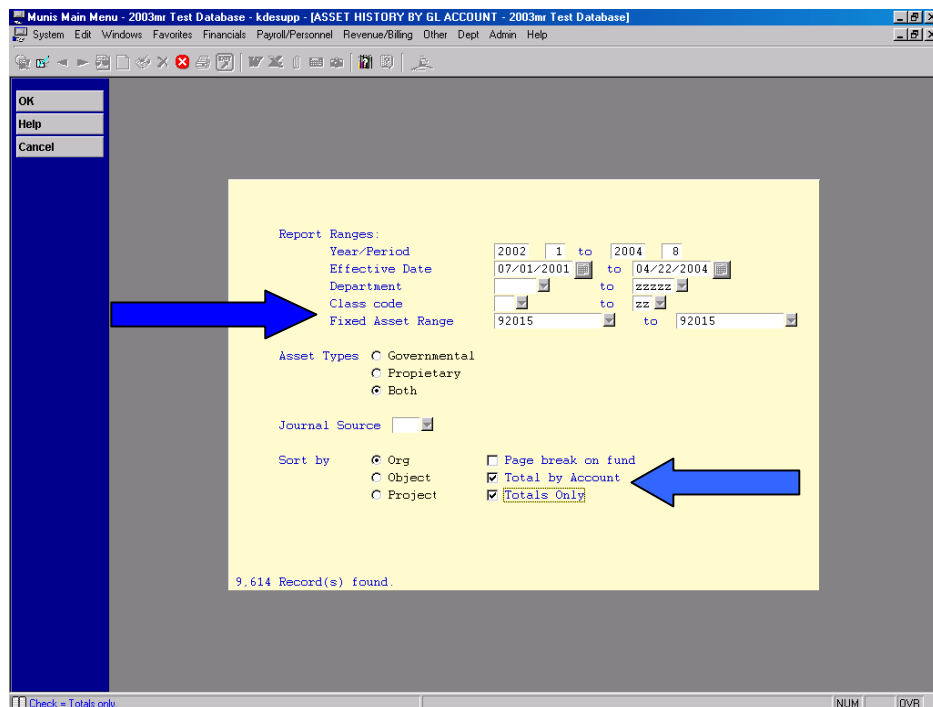 Munis Main Menu - 2003mr Test Database - kdesupp - [ASSET HISTORY BY GL ACCOUNT - 2003mr Test Database]
System Edit Windows Favorites Financials Payroll/Personnel Revenue/Billing Other Dept Admin Help
OK
Help
Cancel
Report Ranges:
Year/Period 2002 1 to 2004 8
Effective Date 07/01/2001 to 04/22/2004
Department to zzzzz
Class code to zz
Fixed Asset Range 92015 to 92015
Asset Types Governmental
Propietary
Both
Journal Source
Sort by Org Page break on fund
Object Total by Account
Project Totals Only
9,614 Record(s) found.
Check = Totals only. NUM OVR